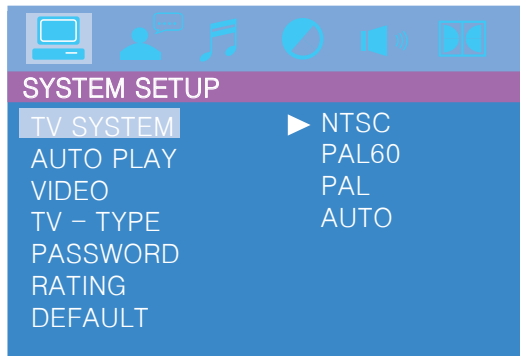 SYSTEM SETUP
TV SYSTEM
AUTO PLAY
VIDEO
TV - TYPE
PASSWORD
RATING
DEFAULT
NTSC
PAL60
PAL
AUTO